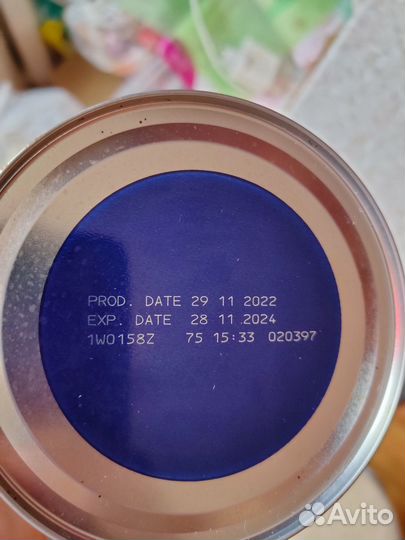 PROD. DATE 29 11 2022
EXP. DATE 28 11 2024
1W0158Z 75 15:33 020397
Avito